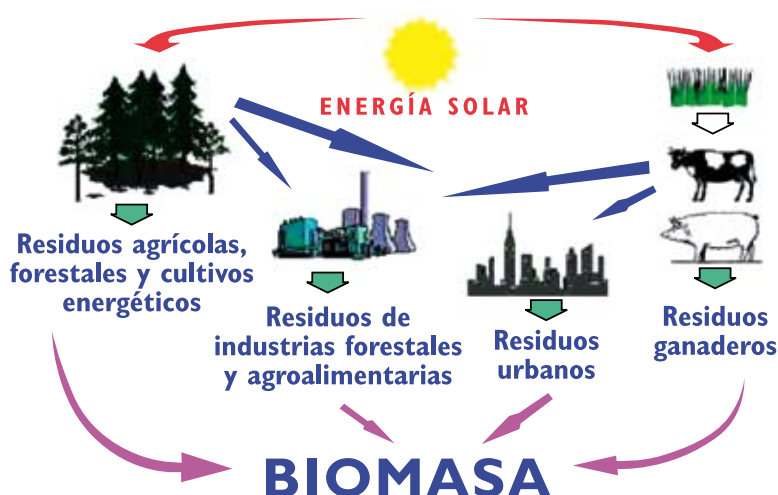 ENERGÍA SOLAR
Residuos agrícolas,
forestales y cultivos
energéticos
Residuos de
industrias forestales
y agroalimentarias
Residuos
urbanos
Residuos
ganaderos
BIOMASA